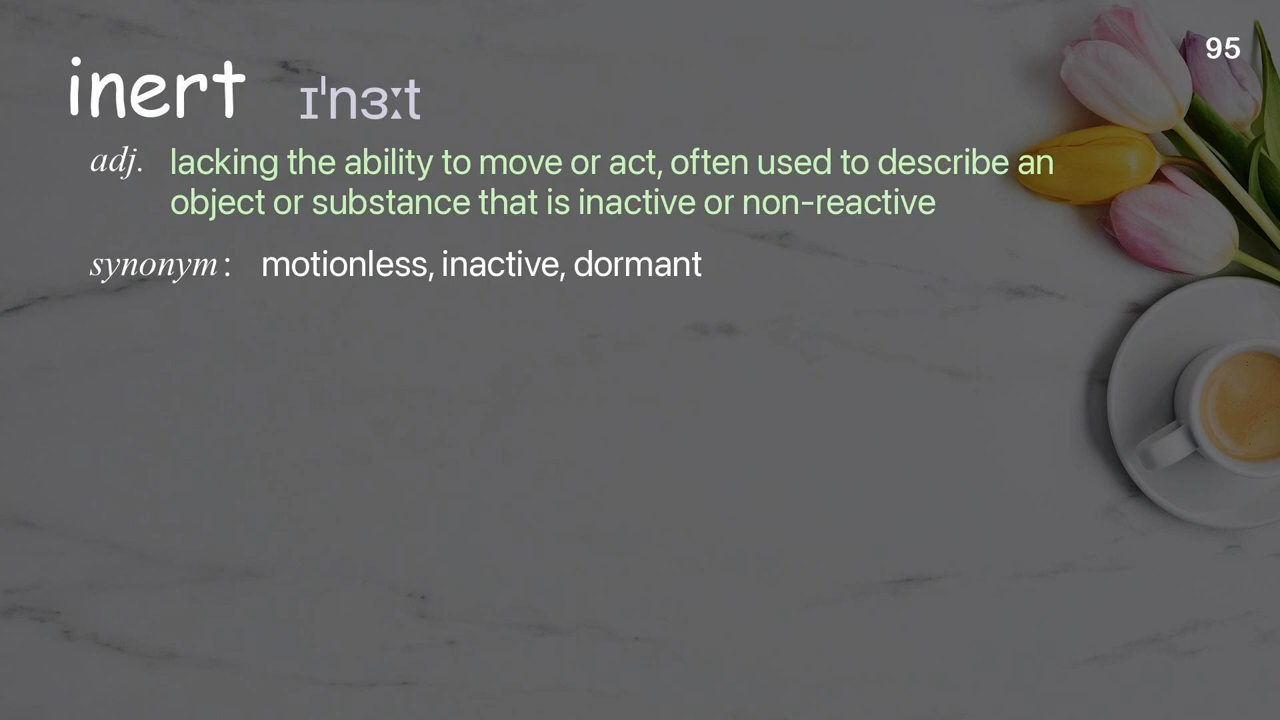 95
inert ɪˈnɜːt
adj. lacking the ability to move or act, often used to describe an
object or substance that is inactive or non-reactive
synonym : motionless, inactive, dormant